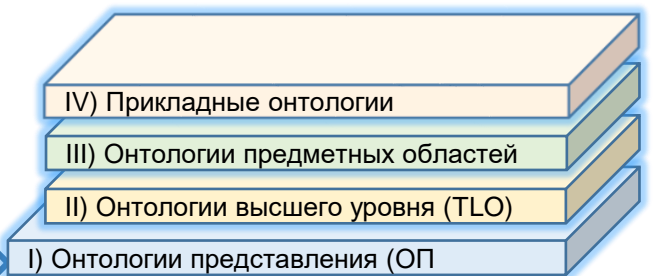 IV) Прикладные онтологии
III) Онтологии предметных областей
II) Онтологии высшего уровня (TLO)
I) Онтологии представления (ОП